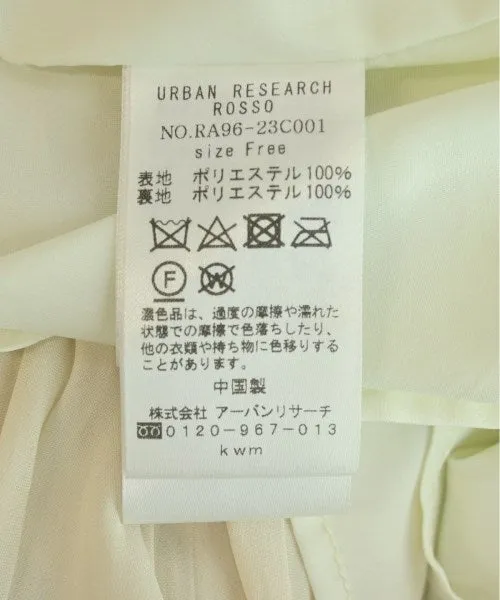 URBAN RESEARCH
ROSSO
NO.RA96-23C001
size Free
表地 ポリエステル100%
裏地 ポリエステル100%
F
W
濃色品は、過度の摩擦や濡れた
状態での摩擦で色落ちしたり、
他の衣類や持ち物に色移りする
ことがあります。
中国製
株式会社 アーバンリサーチ
0120-967-013
kwm